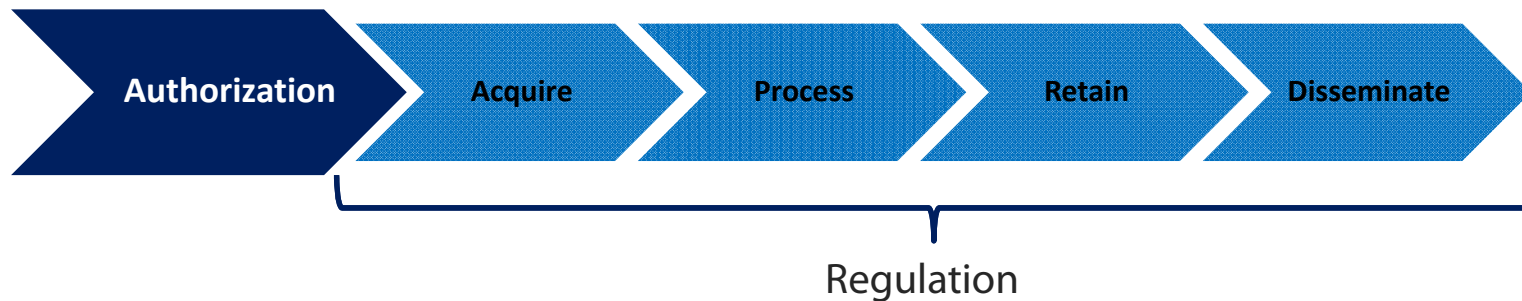 Authorization
Acquire
Process
Retain
Disseminate
Regulation